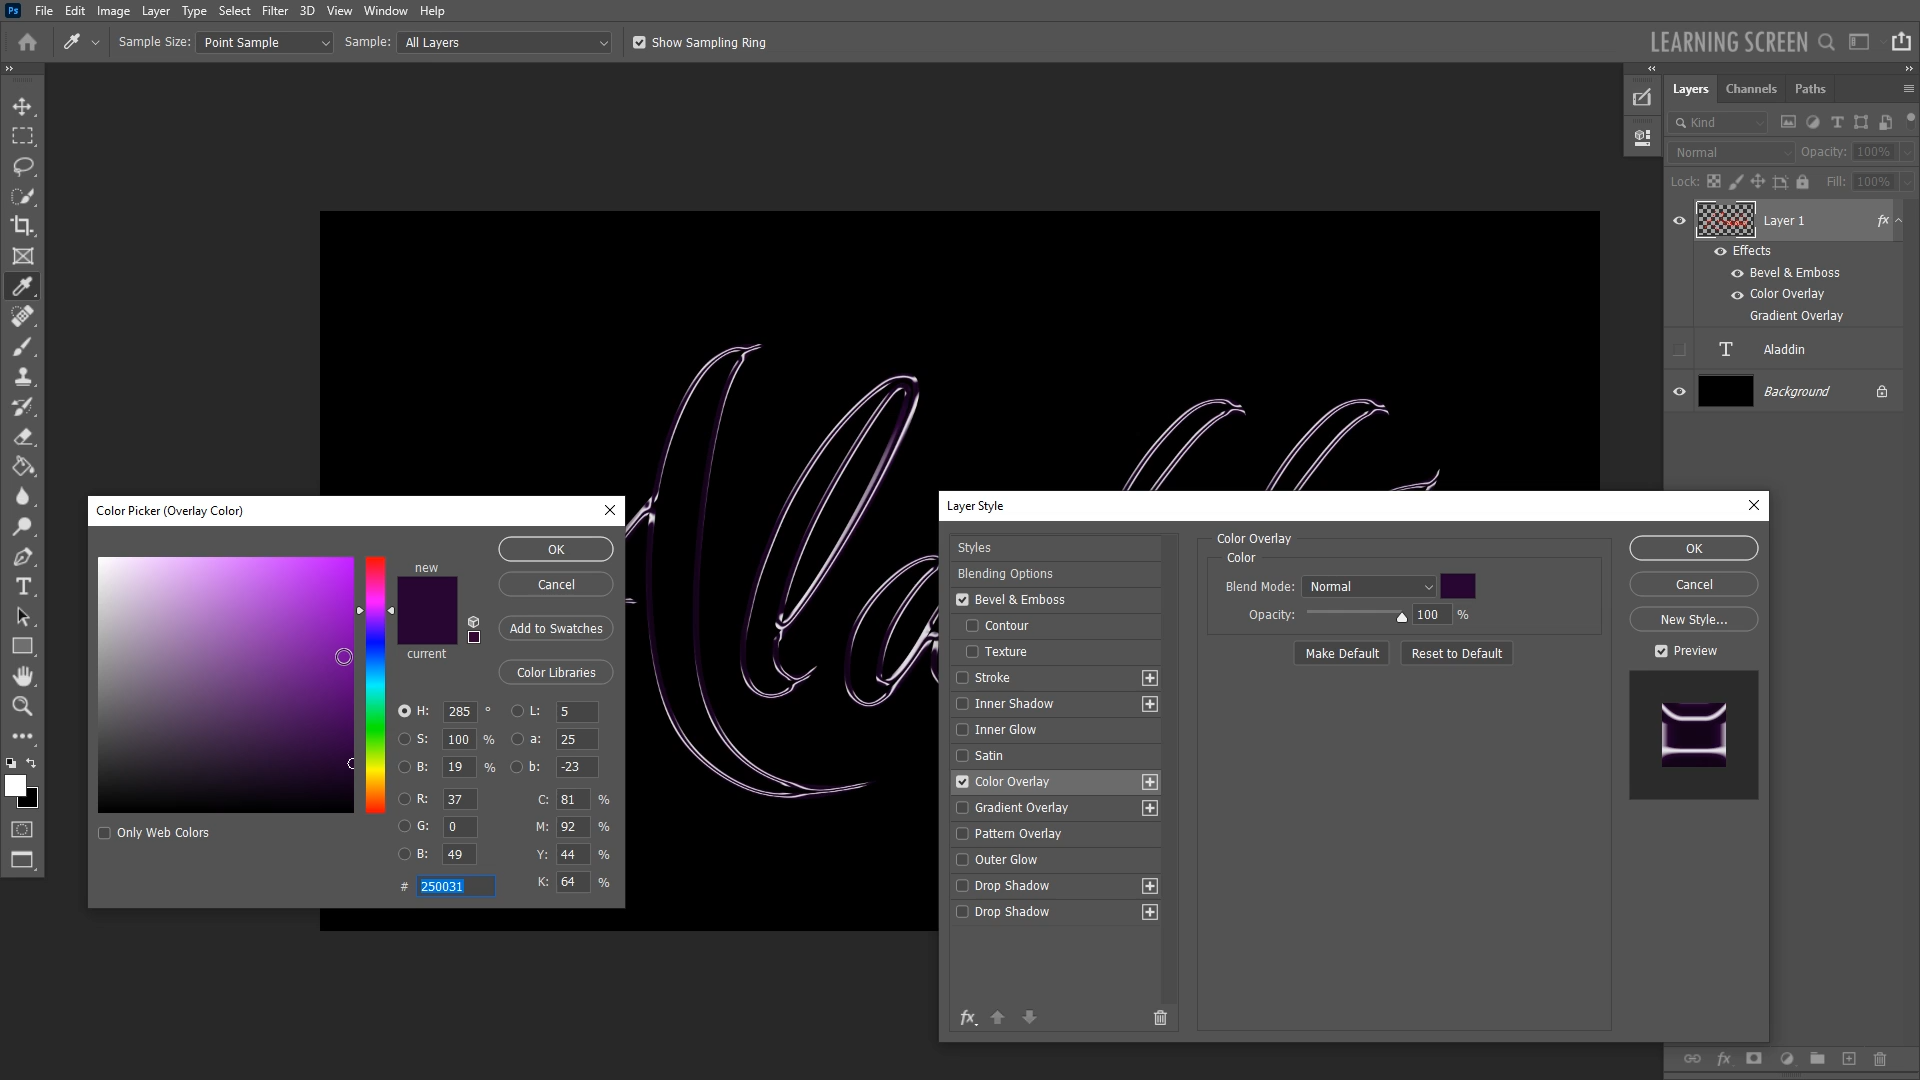 Ps File Edit Image Layer Type Select Filter 3D View Window Help
Sample Size: Point Sample Sample: All Layers Show Sampling Ring
LEARNING SCREEN
Layers Channels Paths
Kind
Normal Opacity: 100%
Lock: Fill: 100%
Layer 1 fx
Effects
Bevel & Emboss
Color Overlay
Gradient Overlay
T Aladdin
Background
Color Picker (Overlay Color)
OK
new
Cancel
Add to Swatches
current
Color Libraries
H: 285 ° L: 5
S: 100 % a: 25
B: 19 % b: -23
R: 37 C: 81 %
G: 0 M: 92 %
B: 49 Y: 44 %
# 250031 K: 64 %
Only Web Colors
Layer Style
Styles
Blending Options
Bevel & Emboss
Contour
Texture
Stroke
Inner Shadow
Inner Glow
Satin
Color Overlay
Gradient Overlay
Pattern Overlay
Outer Glow
Drop Shadow
Drop Shadow
fx
Color Overlay
Color
Blend Mode: Normal
Opacity: 100 %
Make Default Reset to Default
OK
Cancel
New Style...
Preview
fx